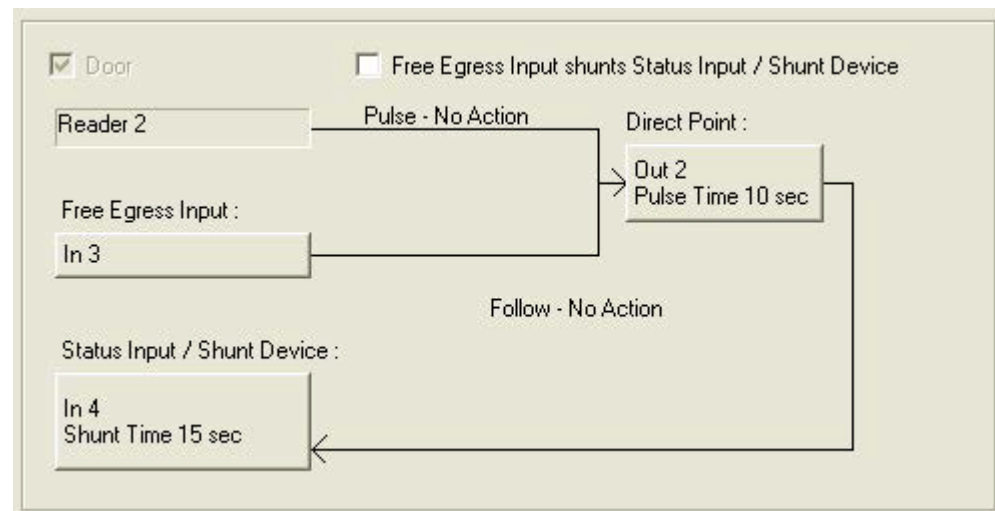 Door
Free Egress Input shunts Status Input / Shunt Device
Reader 2
Pulse - No Action
Direct Point :
Out 2
Pulse Time 10 sec
Free Egress Input :
In 3
Follow - No Action
Status Input / Shunt Device :
In 4
Shunt Time 15 sec